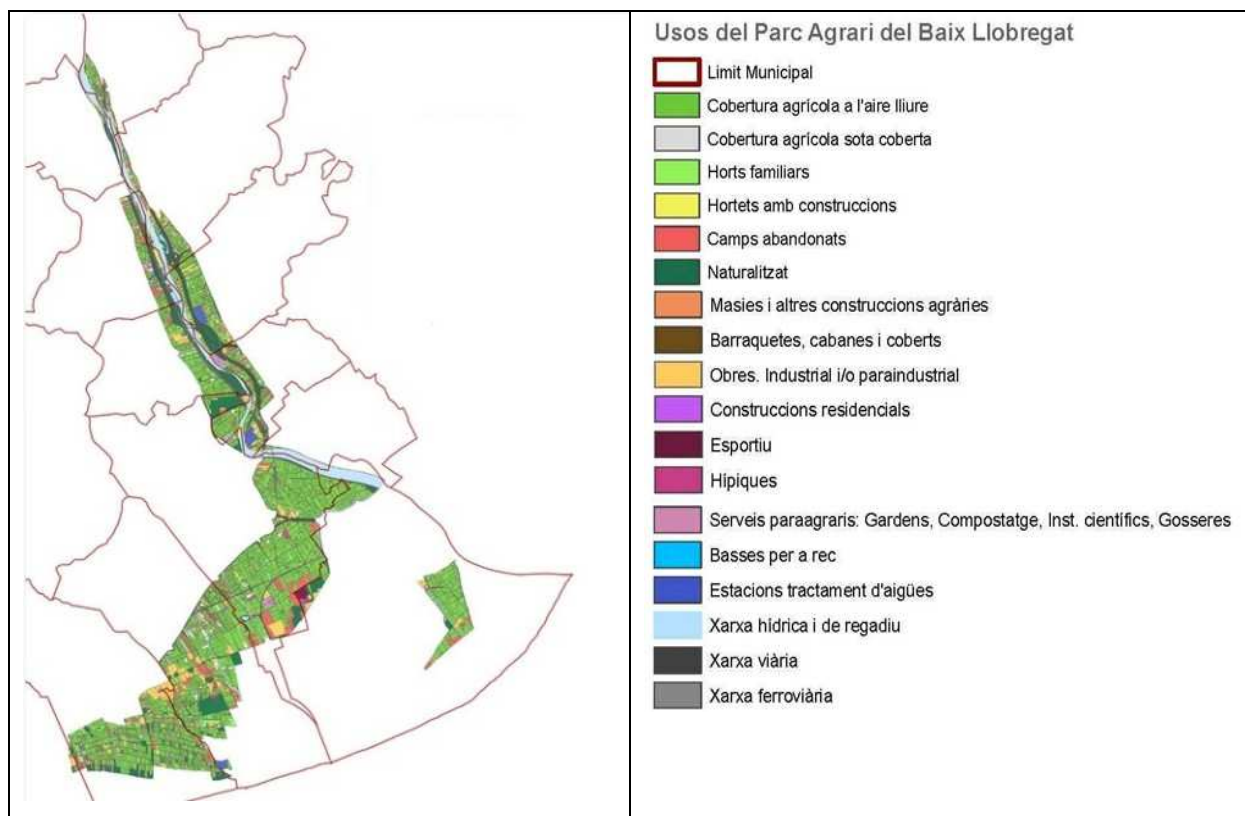 Usos del Parc Agrari del Baix Llobregat
Limit Municipal
Cobertura agrícola a l'aire lliure
Cobertura agrícola sota coberta
Horts familiars
Hortets amb construccions
Camps abandonats
Naturalitzat
Masies i altres construccions agràries
Barraquetes, cabanes i coberts
Obres. Industrial i/o paraindustrial
Construccions residencials
Esportiu
Hípiques
Serveis paraagraris: Gardens, Compostatge, Inst. científics, Gosseres
Basses per a rec
Estacions tractament d'aigües
Xarxa hídrica i de regadiu
Xarxa viària
Xarxa ferroviària